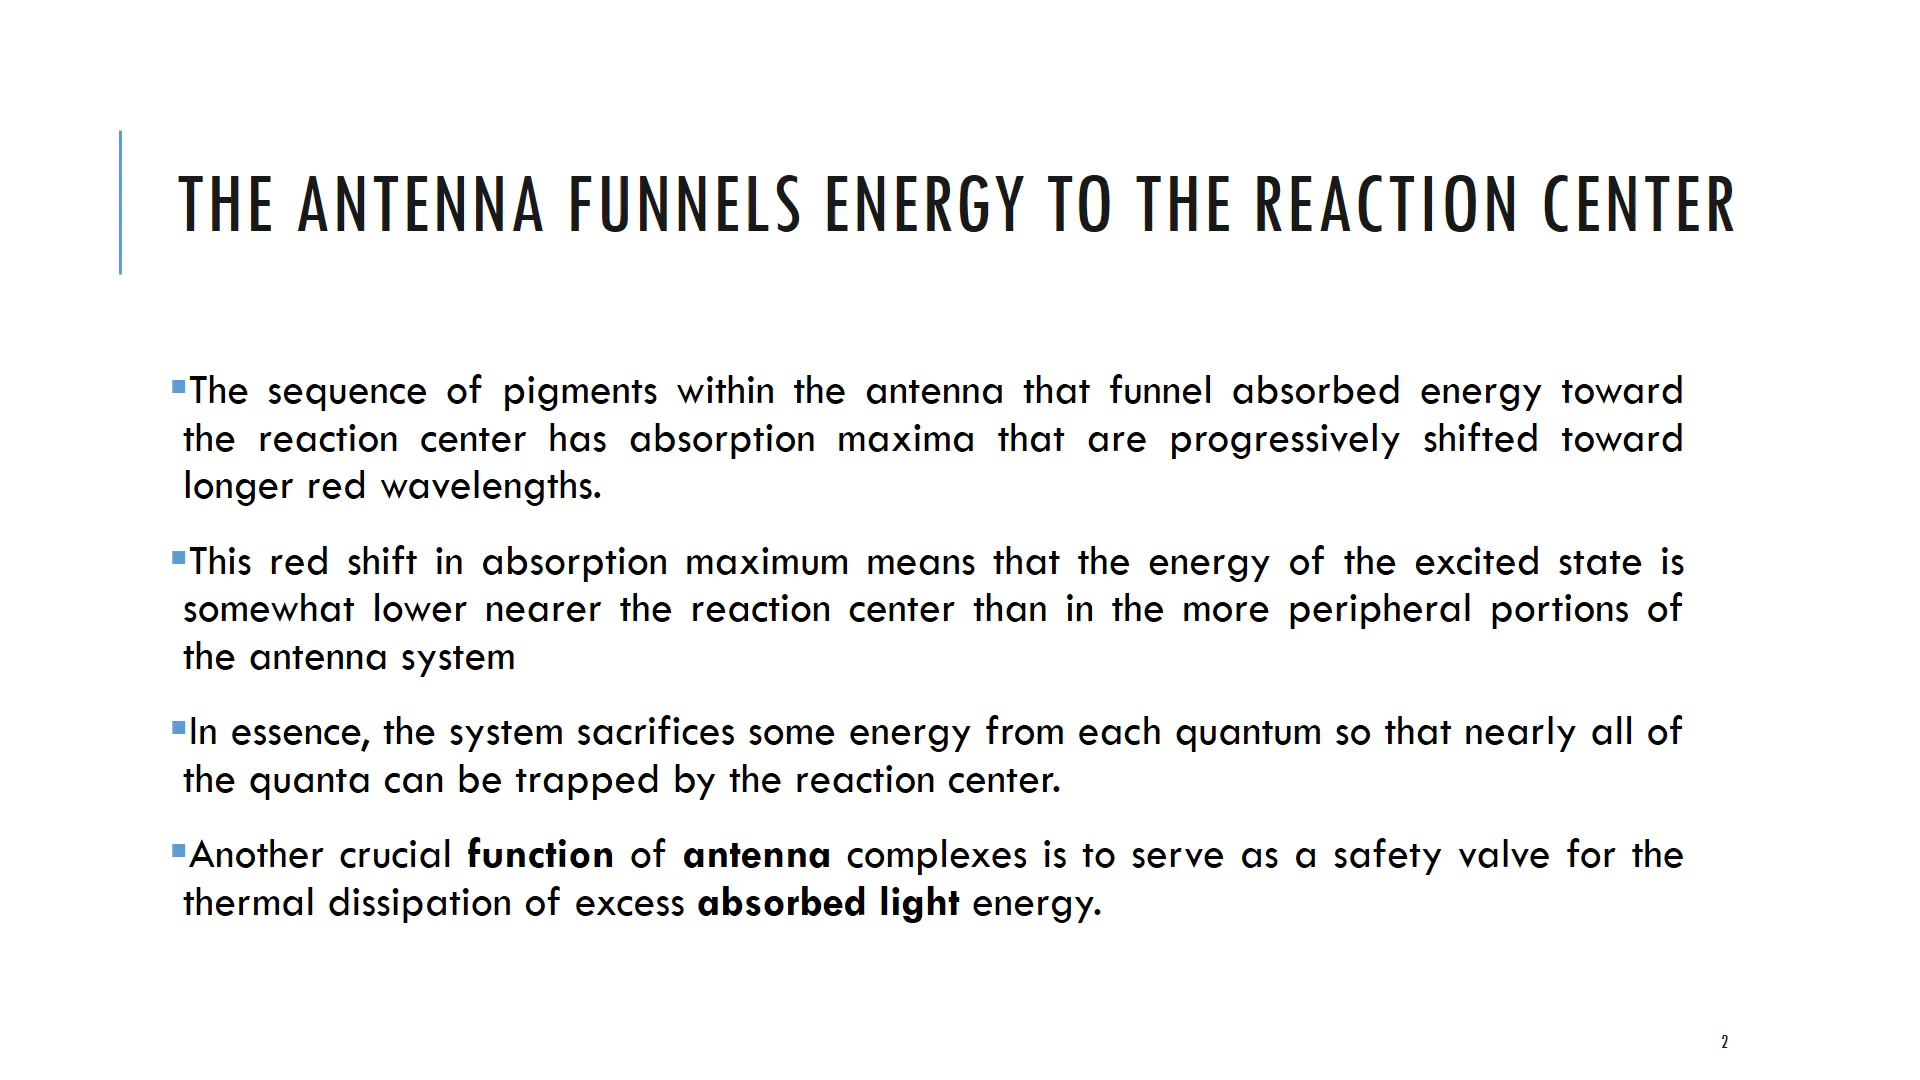 THE ANTENNA FUNNELS ENERGY TO THE REACTION CENTER
▪The sequence of pigments within the antenna that funnel absorbed energy toward
the reaction center has absorption maxima that are progressively shifted toward
longer red wavelengths.
▪This red shift in absorption maximum means that the energy of the excited state is
somewhat lower nearer the reaction center than in the more peripheral portions of
the antenna system
▪In essence, the system sacrifices some energy from each quantum so that nearly all of
the quanta can be trapped by the reaction center.
▪Another crucial function of antenna complexes is to serve as a safety valve for the
thermal dissipation of excess absorbed light energy.
2